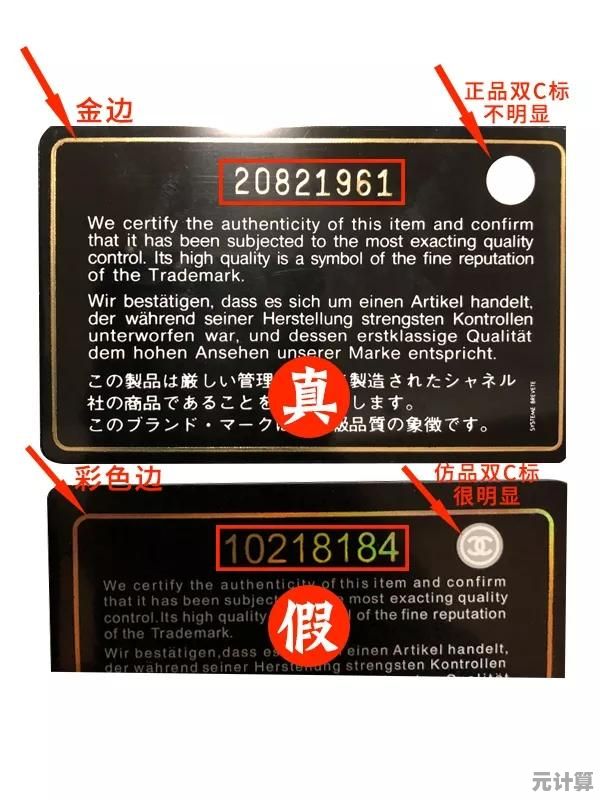 金边
正品双C标
不明显
20821961
We certify the authenticity of this item and confirm
that it has been subjected to the most exacting quality
control. Its high quality is a symbol of the fine reputation
of the Trademark.
Wir bestätigen, dass es sich um einen Artikel handelt,
der während seiner Herstellung strengsten Kontrollen
unterworfen war, und dessen erstklassige Qualität
dem hohen Ansehen unserer Marke entspricht.
この製品は厳しい管理 製造されたシャネル
社の商品であることを します。
このブランド・マークは 級品質の象徴です。
SYSTEME BREVETE
真
彩色边
仿品双C标
很明显
10218184
We certify the authenticity of this item and confirm
that it has been subject most exacting quality
control.Its high quality of the fine reputation
of the Trademark.
Wir bestätigen,dass es einen Artikel handelt,
der während seiner Herstellung strengsten Kontrollen
假
元计算